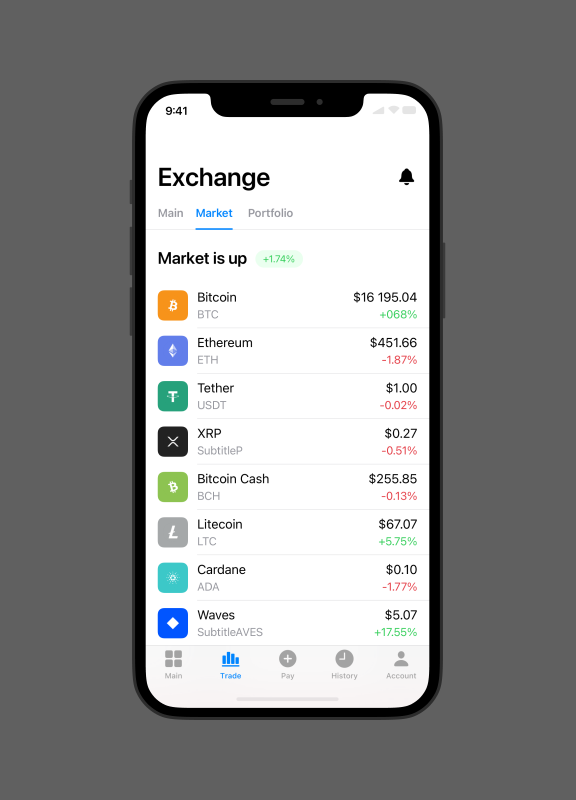 9:41
Exchange
Main Market Portfolio
Market is up +1.74%
Bitcoin $16 195.04
BTC +068%
Ethereum $451.66
ETH -1.87%
Tether $1.00
USDT -0.02%
XRP $0.27
SubtitleP -0.51%
Bitcoin Cash $255.85
BCH -0.13%
Litecoin $67.07
LTC +5.75%
Cardane $0.10
ADA -1.77%
Waves $5.07
SubtitleAVES +17.55%
Main Trade Pay History Account